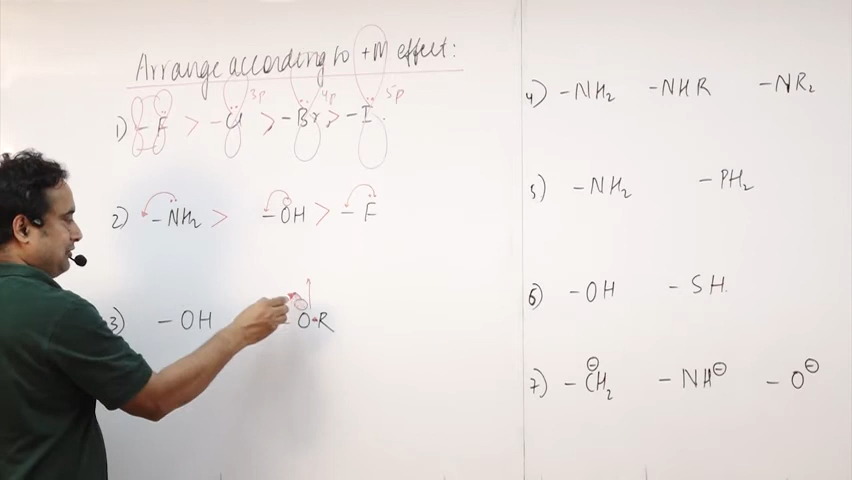 Arrange according to +M effect:
3p 4p 5p
1) -F > -Cl > -Br > -I
2) -NH₂ > -OH > -F
3) -OH O-R
4) -NH₂ -NHR -NR₂
5) -NH₂ -PH₂
6) -OH -SH
7) -CH₂⊖ -NH⊖ -O⊖